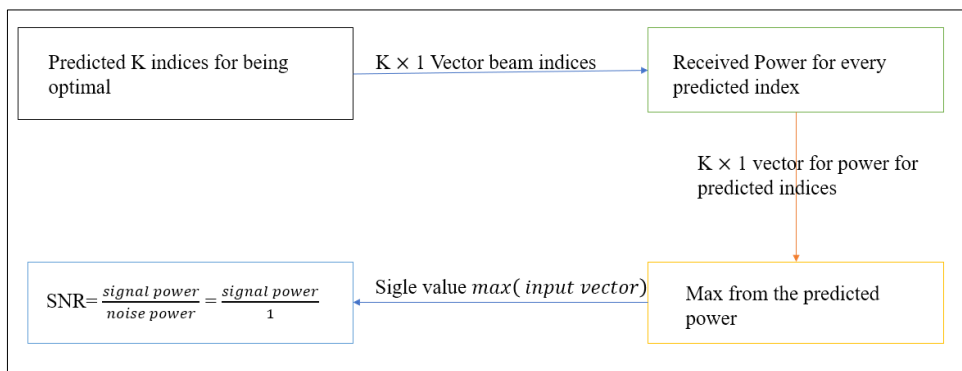 Predicted K indices for being
optimal
K × 1 Vector beam indices
Received Power for every
predicted index
K × 1 vector for power for
predicted indices
Max from the predicted
power
Sigle value max( input vector)
SNR= signal power / noise power = signal power / 1